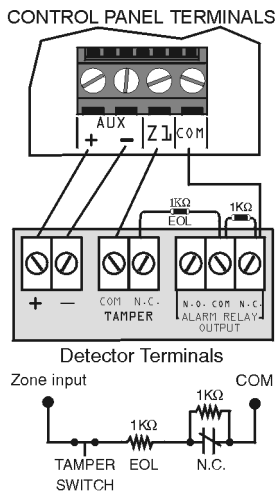 CONTROL PANEL TERMINALS
AUX
+ − Z1 COM
1KΩ 1KΩ
EOL
+ − COM N.C. N.O. COM N.C.
TAMPER ALARM RELAY
OUTPUT
Detector Terminals
Zone input COM
1KΩ
1KΩ
TAMPER EOL N.C.
SWITCH